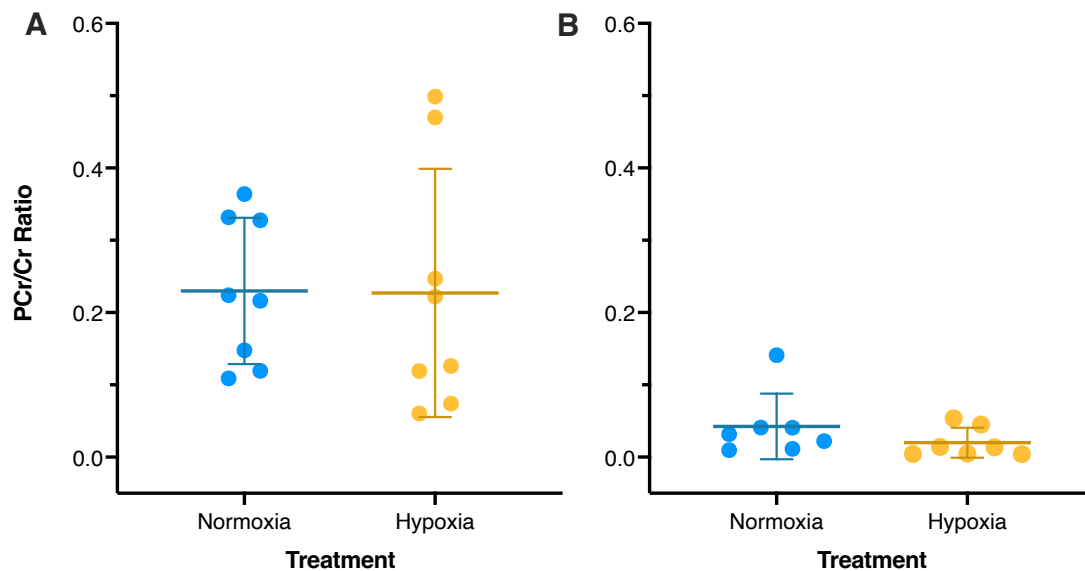 A
B
PCr/Cr Ratio
0.6
0.4
0.2
0.0
Normoxia
Hypoxia
Treatment
0.6
0.4
0.2
0.0
Normoxia
Hypoxia
Treatment